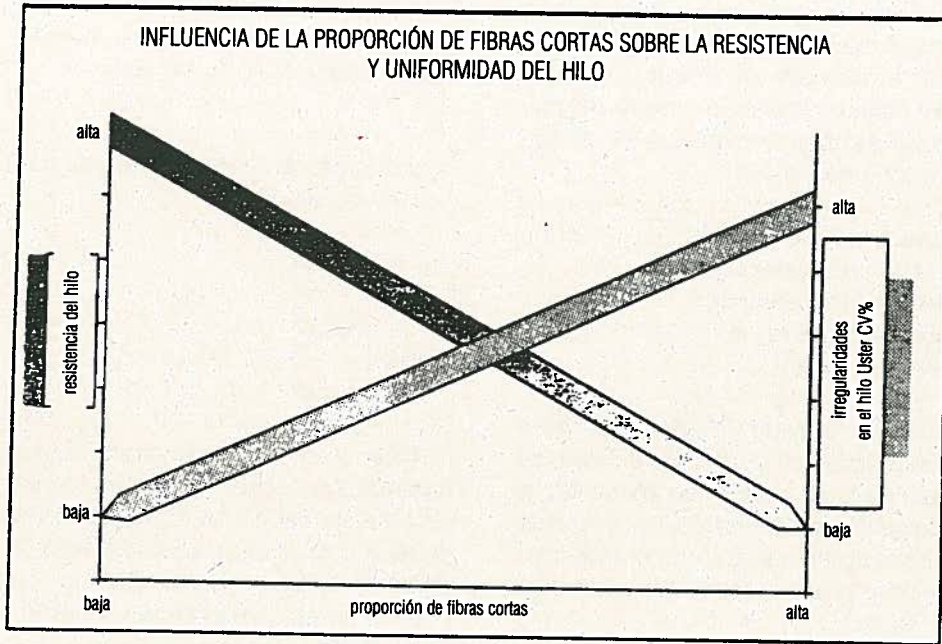 INFLUENCIA DE LA PROPORCIÓN DE FIBRAS CORTAS SOBRE LA RESISTENCIA
Y UNIFORMIDAD DEL HILO
alta
resistencia del hilo
baja
alta
irregularidades
en el hilo Uster CV%
baja
baja
proporción de fibras cortas
alta